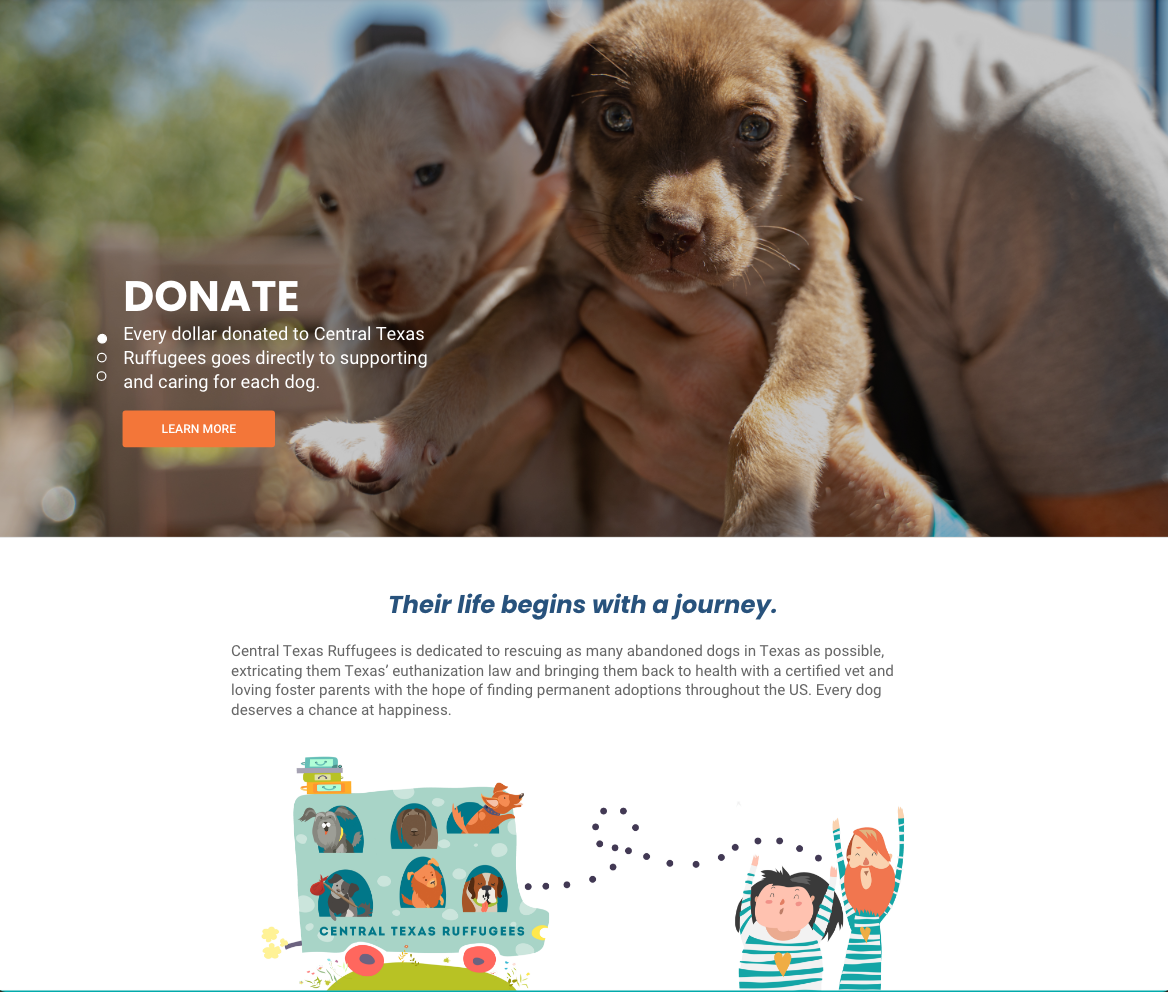 DONATE
Every dollar donated to Central Texas
Ruffugees goes directly to supporting
and caring for each dog.
LEARN MORE
Their life begins with a journey.
Central Texas Ruffugees is dedicated to rescuing as many abandoned dogs in Texas as possible,
extricating them Texas’ euthanization law and bringing them back to health with a certified vet and
loving foster parents with the hope of finding permanent adoptions throughout the US. Every dog
deserves a chance at happiness.
CENTRAL TEXAS RUFFUGEES